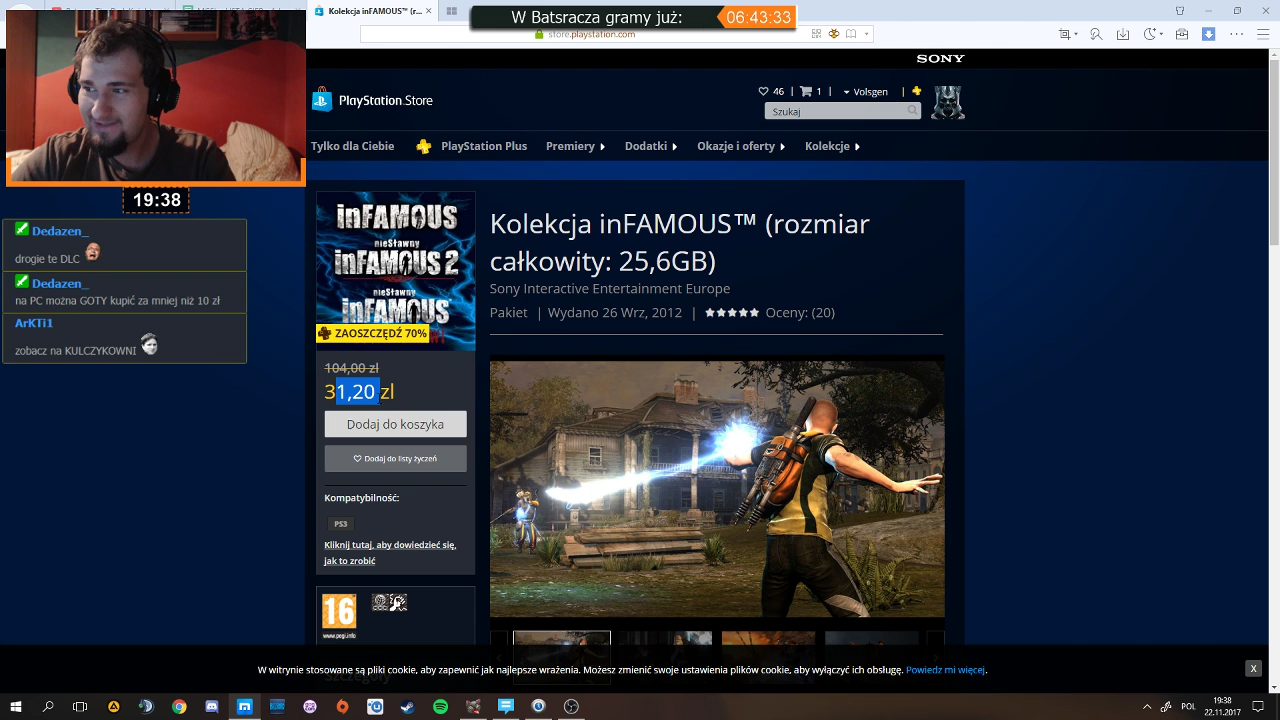 Kolekcja inFAMOUS™ (r
W Batsracza gramy już:
06:43:33
store.playstation.com
SONY
PlayStation.Store
46 | 1 | Volsgen |
Szukaj
Tylko dla Ciebie
PlayStation Plus
Premiery
Dodatki
Okazje i oferty
Kolekcje
19:38
Dedazen_
drogie te DLC
Dedazen_
na PC można GOTY kupić za mniej niż 10 zł
ArKTi1
zobacz na KULCZYKOWNI
inFAMOUS
nieSławny
inFAMOUS 2
nieSławny
inFAMOUS
ZAOSZCZĘDŹ 70%
104,00 zl
31,20 zl
Dodaj do koszyka
Dodaj do listy życzeń
Kompatybilność:
PS3
Kliknij tutaj, aby dowiedzieć się,
jak to zrobić
16
www.pegi.info
Kolekcja inFAMOUS™ (rozmiar
całkowity: 25,6GB)
Sony Interactive Entertainment Europe
Pakiet | Wydano 26 Wrz, 2012 | ★★★★★ Oceny: (20)
W witrynie stosowane są pliki cookie, aby zapewnić jak najlepsze wrażenia. Możesz zmienić swoje ustawienia plików cookie, aby wyłączyć ich obsługę. Powiedz mi więcej.
X
Szczegóły
POL
19:38
22.11.2017